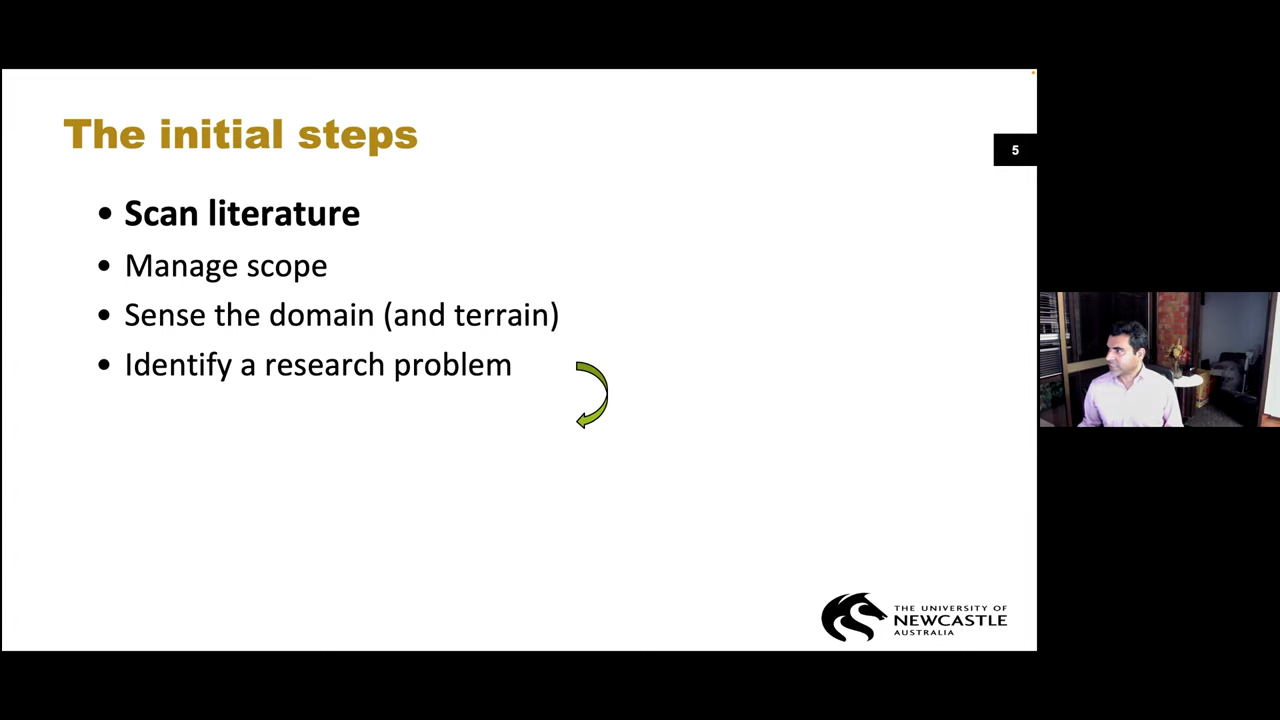 The initial steps
5
• Scan literature
• Manage scope
• Sense the domain (and terrain)
• Identify a research problem
THE UNIVERSITY OF
NEWCASTLE
AUSTRALIA